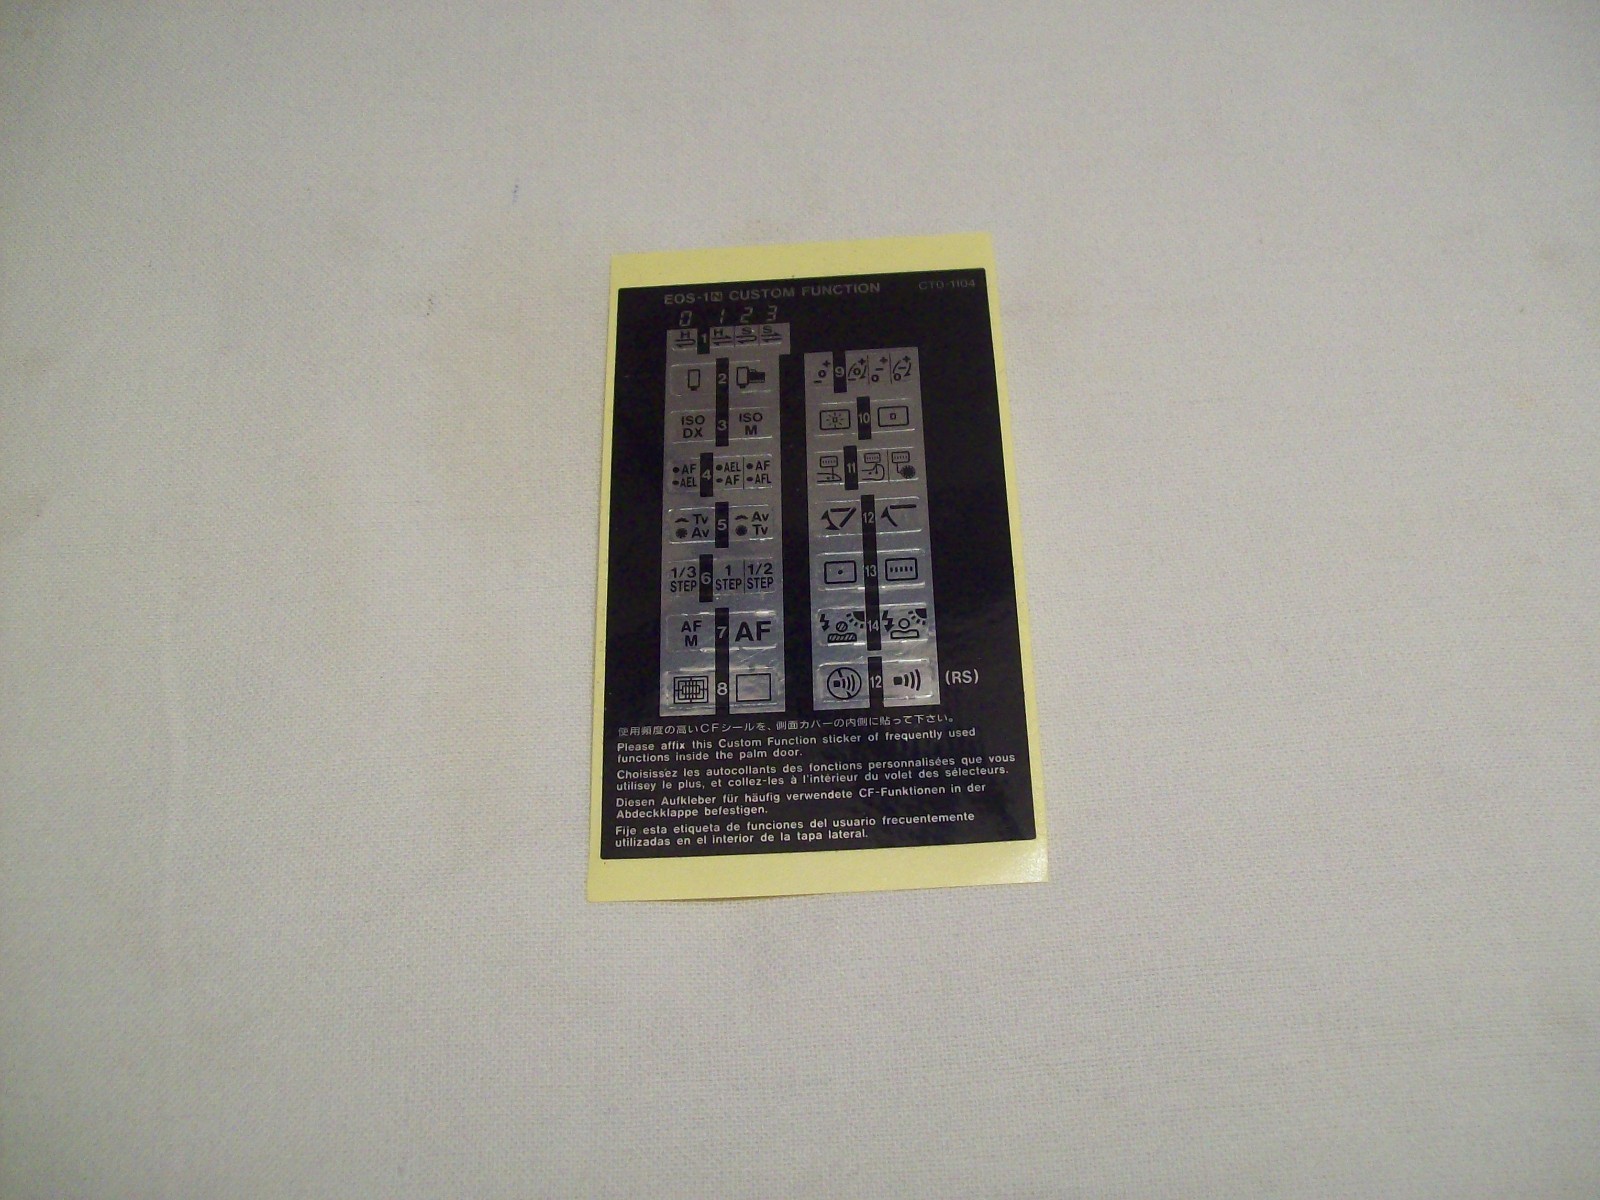 EOS-1N CUSTOM FUNCTION CT0-1104
0 1 2 3
H 1 H S S
2
ISO DX 3 ISO M
AF AEL 4 AEL AF AF AFL
Tv Av 5 Av Tv
1/3 STEP 6 1 STEP 1/2 STEP
AF M 7 AF
8
9
10
11
12
13
14
12 (RS)
使用頻度の高いCFシールを、側面カバーの内側に貼って下さい。
Please affix this Custom Function sticker of frequently used
functions inside the palm door.
Choisissez les autocollants des fonctions personnalisées que vous
utilisey le plus, et collez-les à l'intérieur du volet des sélecteurs.
Diesen Aufkleber für häufig verwendete CF-Funktionen in der
Abdeckklappe befestigen.
Fije esta etiqueta de funciones del usuario frecuentemente
utilizadas en el interior de la tapa lateral.